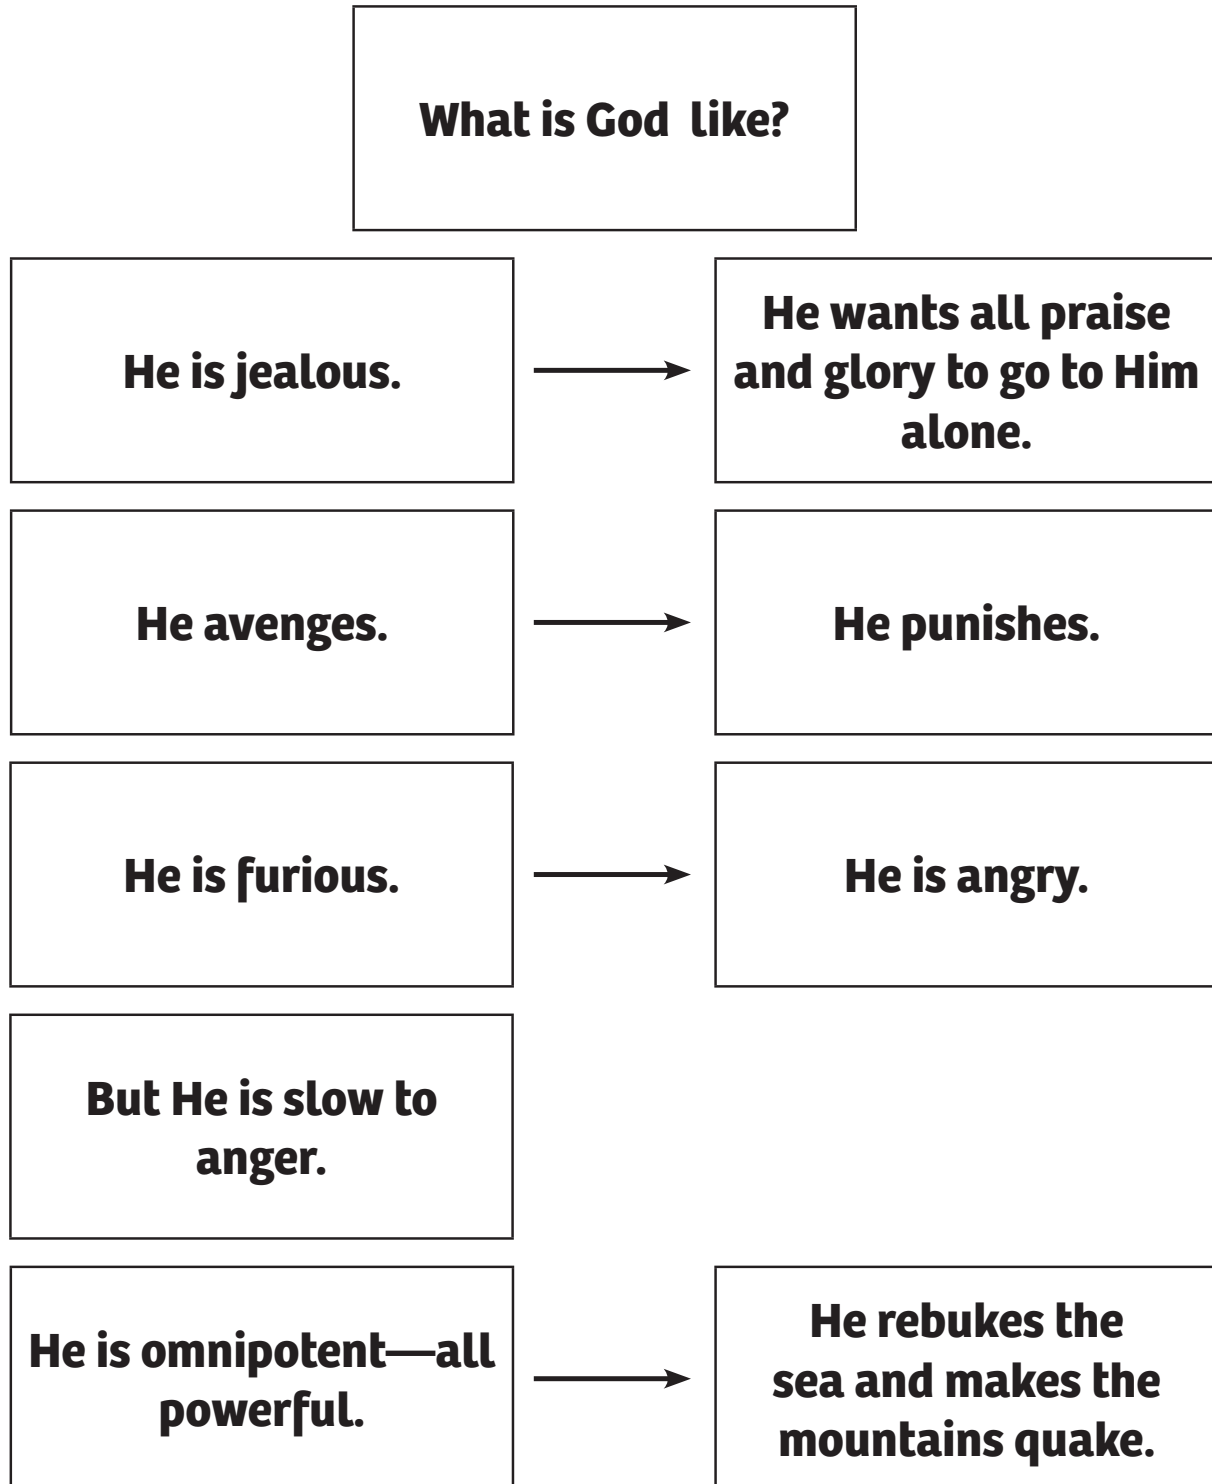 What is God  like?
He is jealous.
He wants all praise
and glory to go to Him
alone.
He avenges.
He punishes.
He is furious.
He is angry.
But He is slow to
anger.
He is omnipotent—all
powerful.
He rebukes the
sea and makes the
mountains quake.